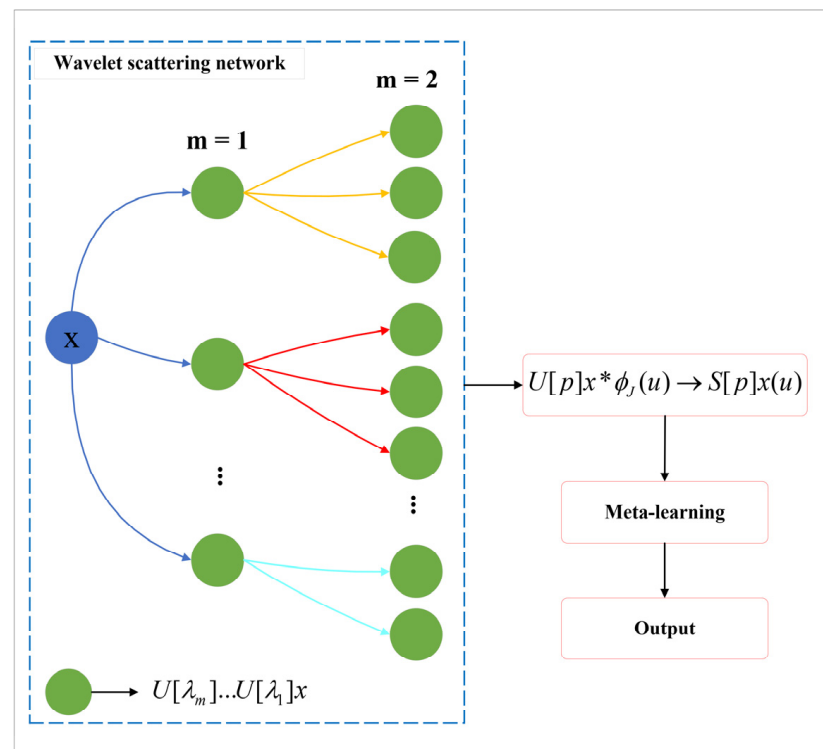 Wavelet scattering network
m = 2
m = 1
x
⋮
⋮
U[λ_m]...U[λ_1]x
U[p]x*ϕ_J(u)→S[p]x(u)
Meta-learning
Output